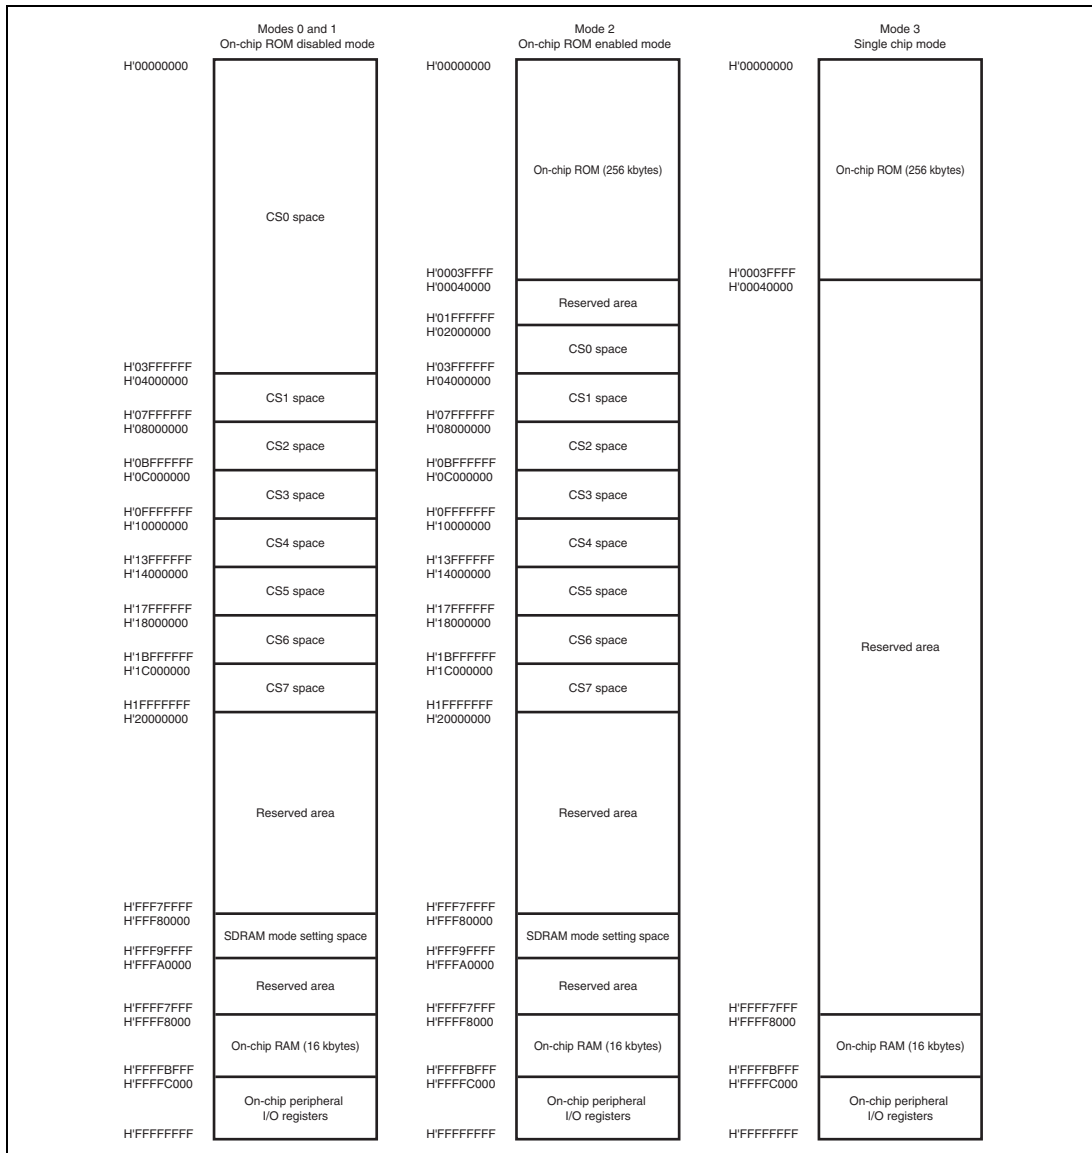 Modes 0 and 1
On-chip ROM disabled mode
H'00000000
CS0 space
H'03FFFFFF
H'04000000
CS1 space
H'07FFFFFF
H'08000000
CS2 space
H'0BFFFFFF
H'0C000000
CS3 space
H'0FFFFFFF
H'10000000
CS4 space
H'13FFFFFF
H'14000000
CS5 space
H'17FFFFFF
H'18000000
CS6 space
H'1BFFFFFF
H'1C000000
CS7 space
H1FFFFFFF
H'20000000
Reserved area
H'FFF7FFFF
H'FFF80000
SDRAM mode setting space
H'FFF9FFFF
H'FFFA0000
Reserved area
H'FFFF7FFF
H'FFFF8000
On-chip RAM (16 kbytes)
H'FFFFBFFF
H'FFFFC000
On-chip peripheral
I/O registers
H'FFFFFFFF
Mode 2
On-chip ROM enabled mode
H'00000000
On-chip ROM (256 kbytes)
H'0003FFFF
H'00040000
Reserved area
H'01FFFFFF
H'02000000
CS0 space
H'03FFFFFF
H'04000000
CS1 space
H'07FFFFFF
H'08000000
CS2 space
H'0BFFFFFF
H'0C000000
CS3 space
H'0FFFFFFF
H'10000000
CS4 space
H'13FFFFFF
H'14000000
CS5 space
H'17FFFFFF
H'18000000
CS6 space
H'1BFFFFFF
H'1C000000
CS7 space
H1FFFFFFF
H'20000000
Reserved area
H'FFF7FFFF
H'FFF80000
SDRAM mode setting space
H'FFF9FFFF
H'FFFA0000
Reserved area
H'FFFF7FFF
H'FFFF8000
On-chip RAM (16 kbytes)
H'FFFFBFFF
H'FFFFC000
On-chip peripheral
I/O registers
H'FFFFFFFF
Mode 3
Single chip mode
H'00000000
On-chip ROM (256 kbytes)
H'0003FFFF
H'00040000
Reserved area
H'FFFF7FFF
H'FFFF8000
On-chip RAM (16 kbytes)
H'FFFFBFFF
H'FFFFC000
On-chip peripheral
I/O registers
H'FFFFFFFF